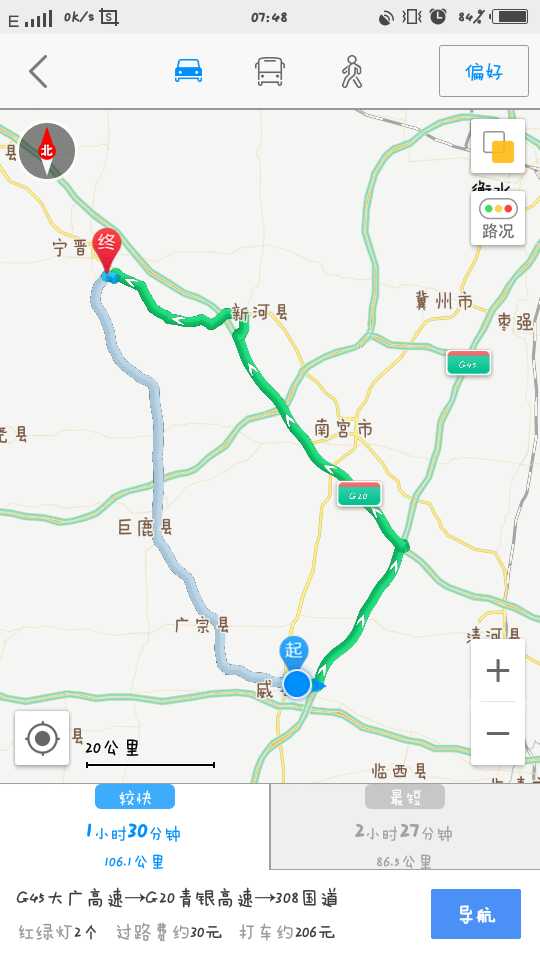 E 0K/s S 07:48 84%
偏好
县
北
衡水
路况
宁晋
终
新河县
冀州市
枣强
G45
南宫市
县
G20
巨鹿县
广宗县
清河县
起
威
县
20公里
临西县
较快
最短
1小时30分钟
2小时27分钟
106.1公里
86.5公里
G45大广高速→G20青银高速→308国道
红绿灯2个 过路费约30元 打车约206元
导航